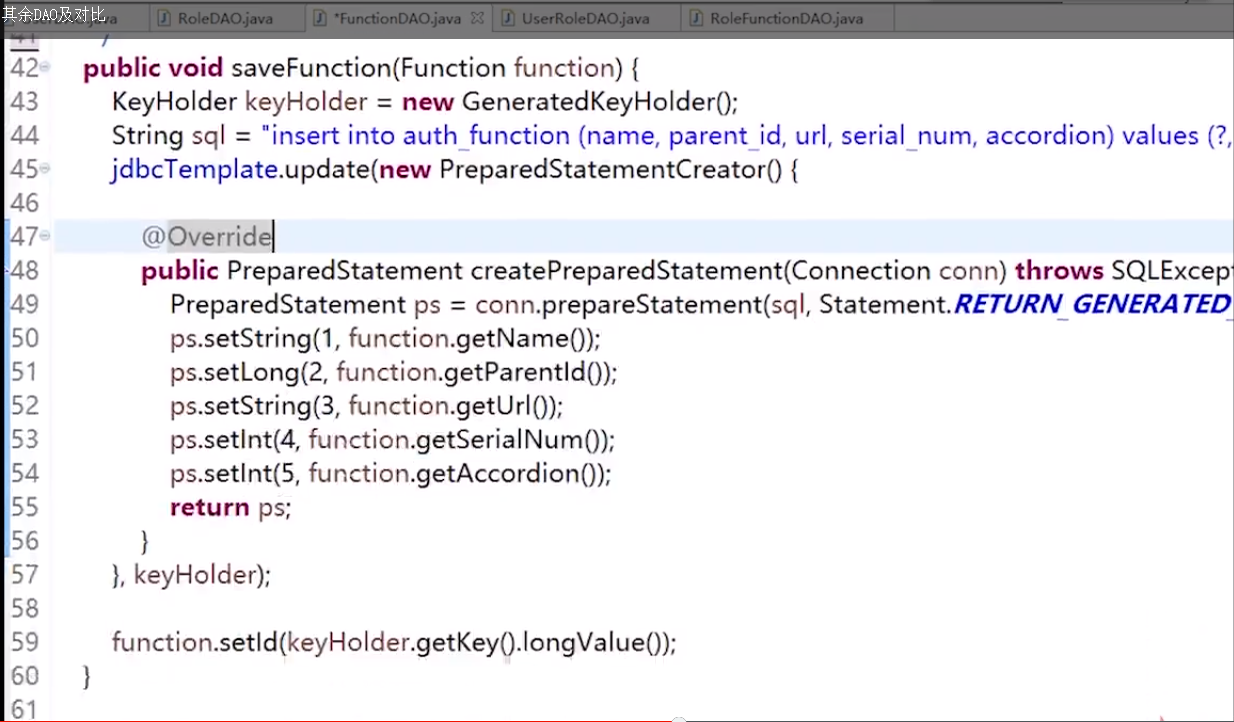 其余DAO及对比
RoleDAO.java
*FunctionDAO.java
UserRoleDAO.java
RoleFunctionDAO.java
41 */
42 public void saveFunction(Function function) {
43 KeyHolder keyHolder = new GeneratedKeyHolder();
44 String sql = "insert into auth_function (name, parent_id, url, serial_num, accordion) values (?,
45 jdbcTemplate.update(new PreparedStatementCreator() {
46
47 @Override
48 public PreparedStatement createPreparedStatement(Connection conn) throws SQLExcept
49 PreparedStatement ps = conn.prepareStatement(sql, Statement.RETURN_GENERATED_
50 ps.setString(1, function.getName());
51 ps.setLong(2, function.getParentId());
52 ps.setString(3, function.getUrl());
53 ps.setInt(4, function.getSerialNum());
54 ps.setInt(5, function.getAccordion());
55 return ps;
56 }
57 }, keyHolder);
58
59 function.setId(keyHolder.getKey().longValue());
60 }
61